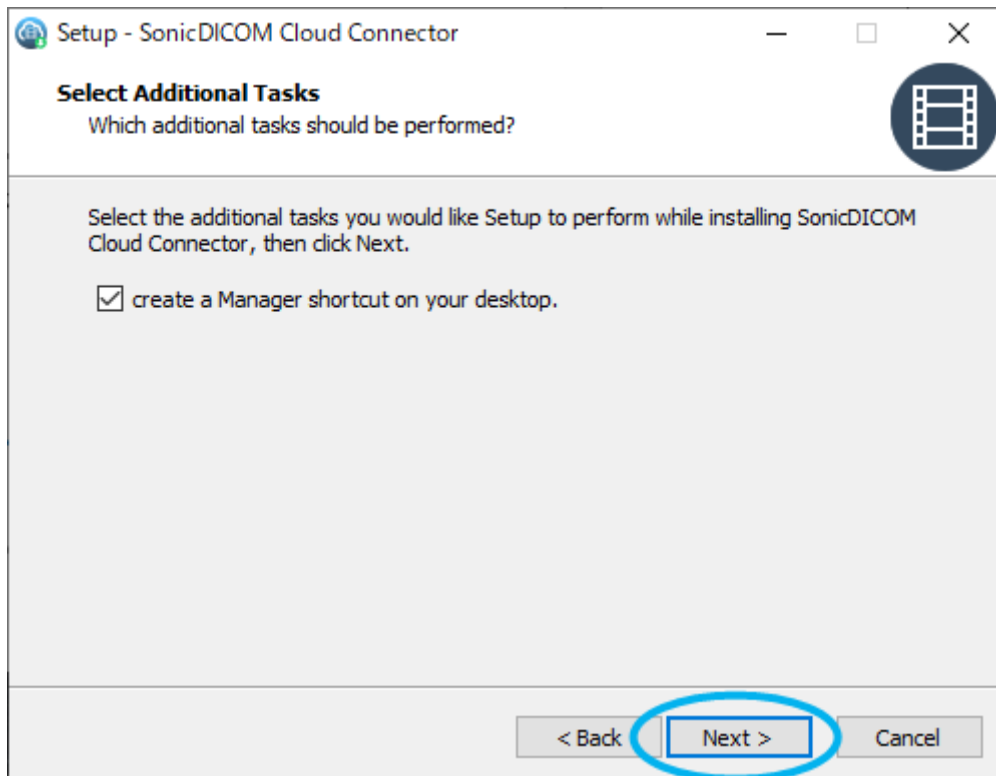 Setup - SonicDICOM Cloud Connector
Select Additional Tasks
Which additional tasks should be performed?
Select the additional tasks you would like Setup to perform while installing SonicDICOM
Cloud Connector, then click Next.
create a Manager shortcut on your desktop.
< Back
Next >
Cancel